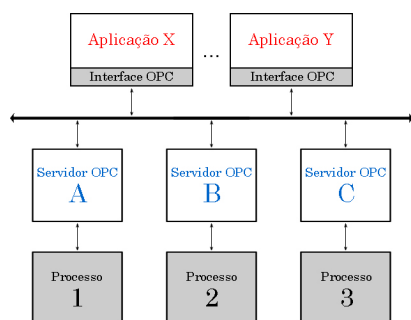 Aplicação X
Interface OPC
...
Aplicação Y
Interface OPC
Servidor OPC
A
Servidor OPC
B
Servidor OPC
C
Processo
1
Processo
2
Processo
3